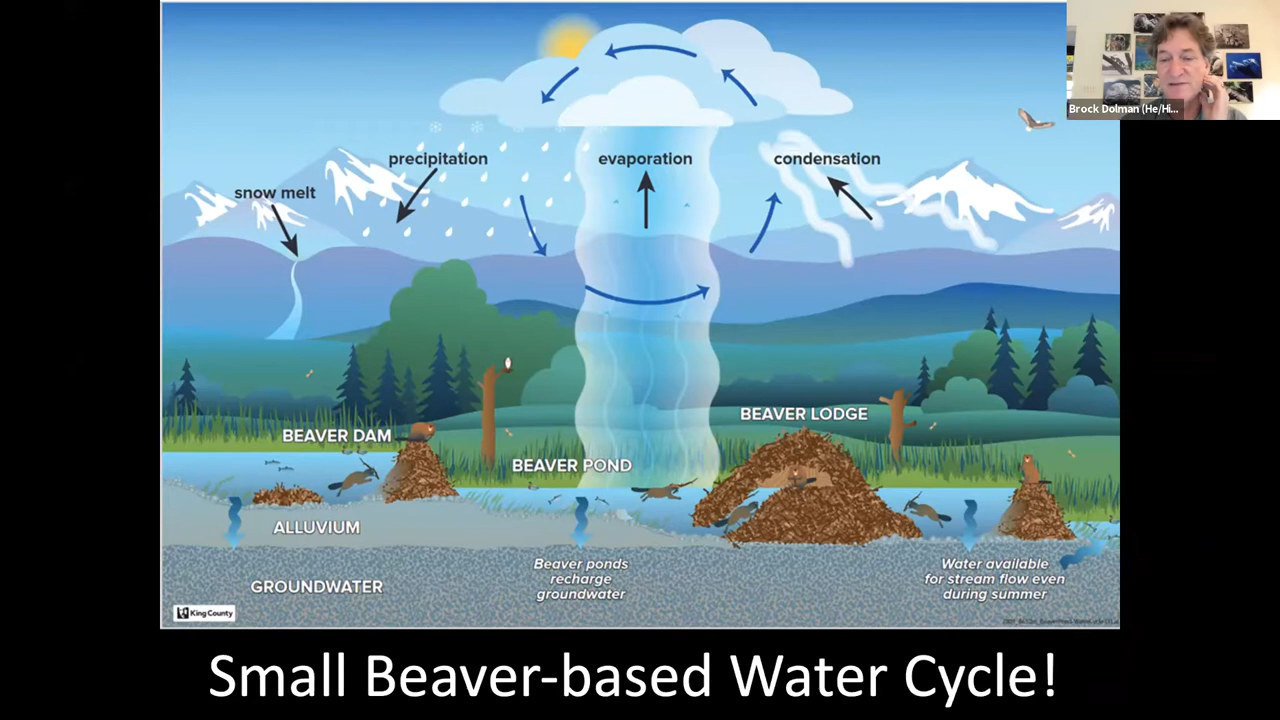 Brock Dolman (He/Hi...
precipitation
evaporation
condensation
snow melt
BEAVER LODGE
BEAVER DAM
BEAVER POND
ALLUVIUM
Beaver ponds
recharge
groundwater
Water available
for stream flow even
during summer
GROUNDWATER
King County
Small Beaver-based Water Cycle!